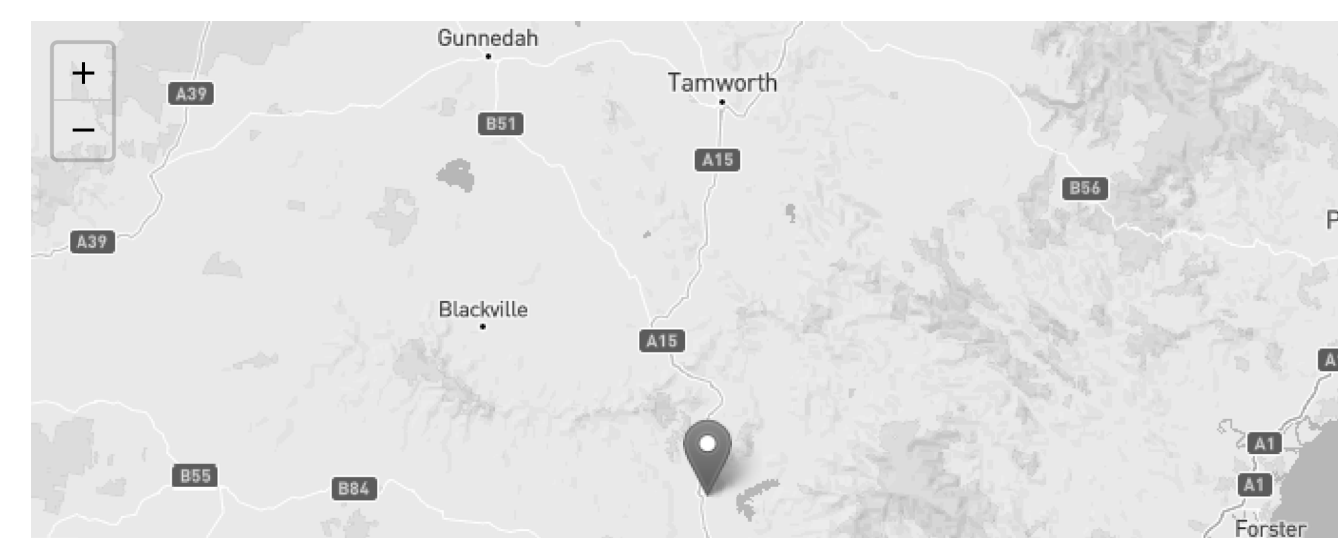 Gunnedah
+
Tamworth
A39
B51
−
A15
B56
P
A39
Blackville
A15
A
A1
B55
B84
A1
Forster